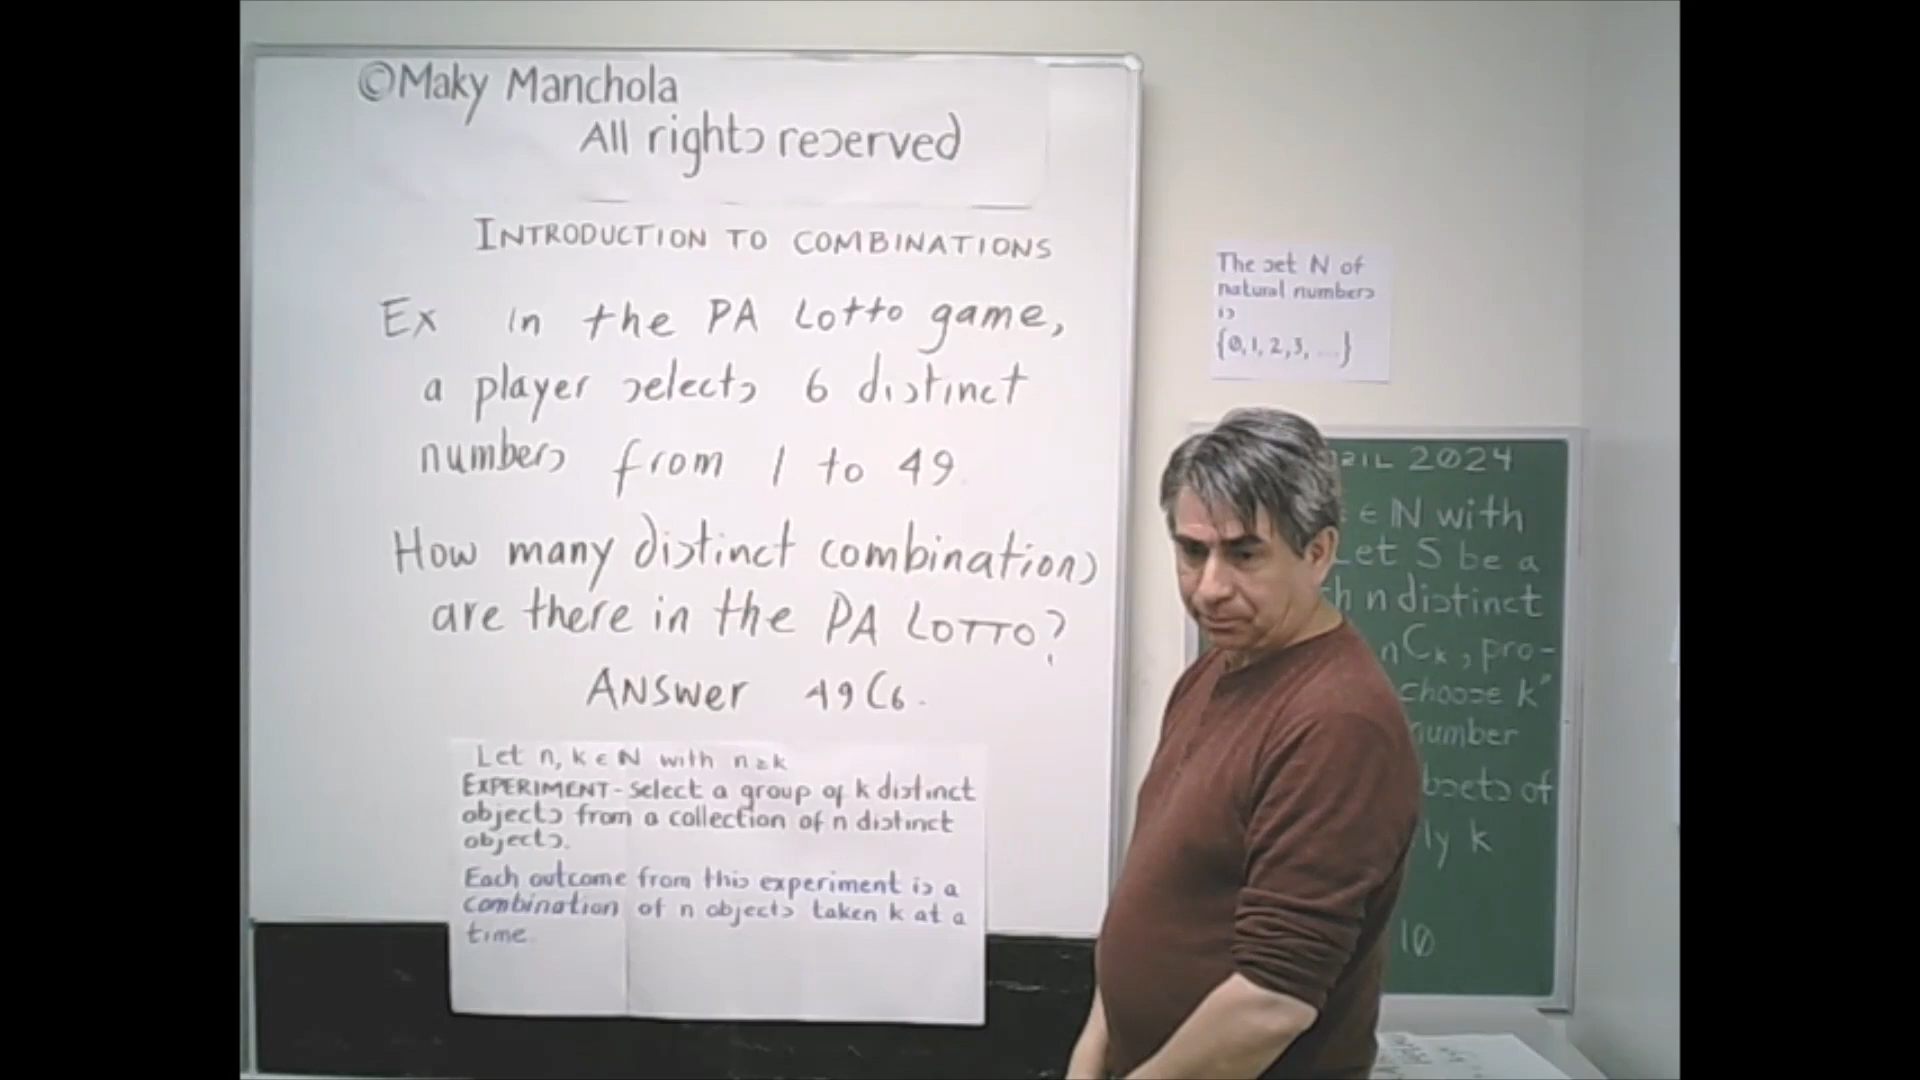 ©Maky Manchola
All rights reserved
INTRODUCTION TO COMBINATIONS
Ex in the PA Lotto game,
a player selects 6 distinct
numbers from 1 to 49
How many distinct combinations
are there in the PA LOTTO?
ANSWER 49C6.
Let n, k ∈ N with n ≥ k
EXPERIMENT - Select a group of k distinct
objects from a collection of n distinct
objects.
Each outcome from this experiment is a
combination of n objects taken k at a
time.
The set N of
natural numbers
is
{0, 1, 2, 3, ...}
2024
∈ N with
Let S be a
n distinct
nCk, pro-
choose k"
number
of
k
10